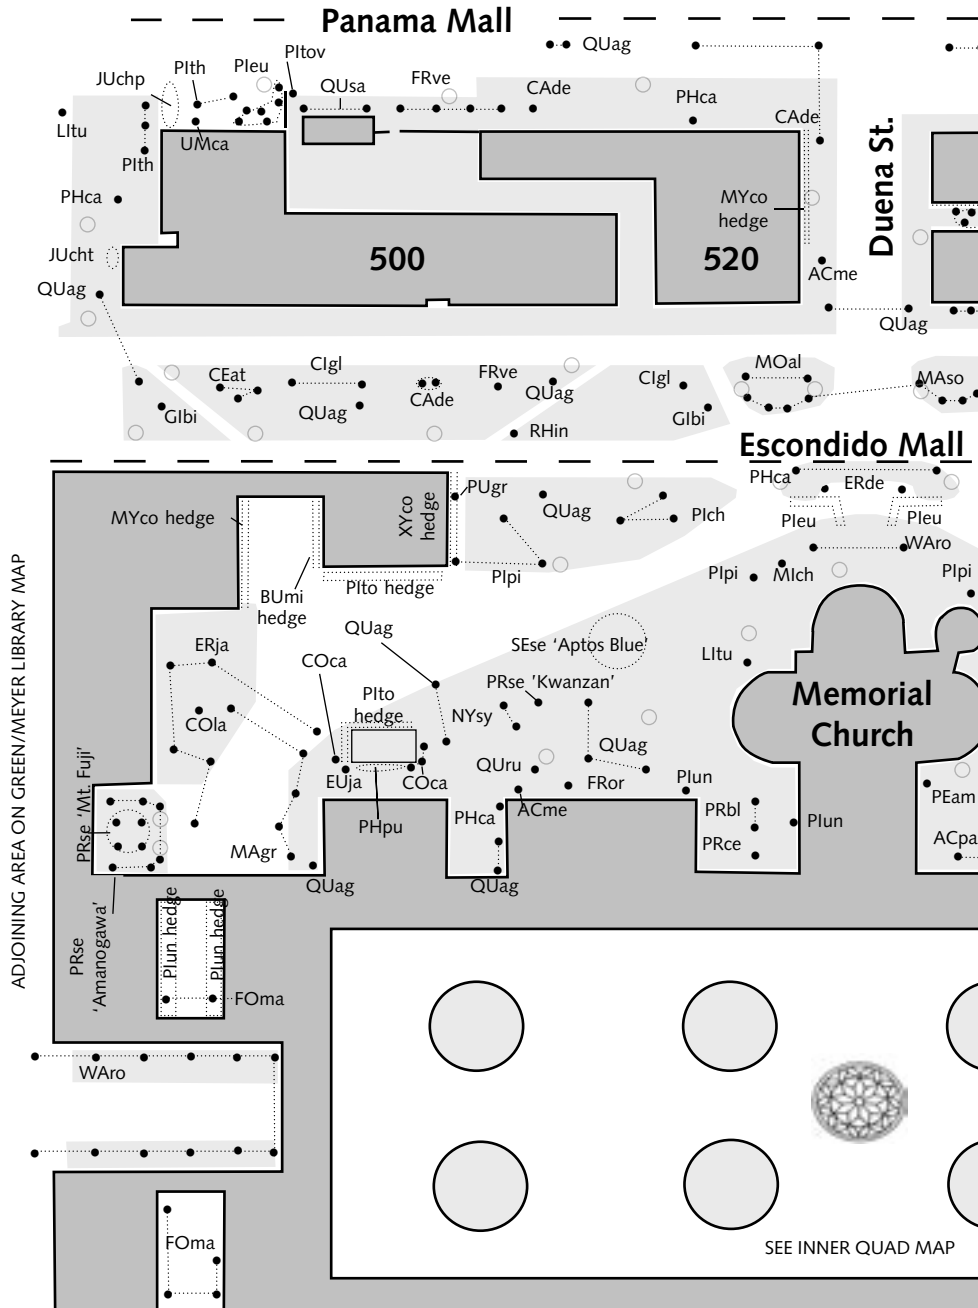 Panama Mall
QUag
PItov
JUchp
PIth
PIeu
QUsa
FRve
CAde
PHca
CAde
LItu
UMca
PIth
PHca
MYco
hedge
Duena St.
JUcht
500
520
ACme
QUag
QUag
CEat
CIgl
FRve
CIgl
MOal
MAso
GIbi
QUag
CAde
QUag
GIbi
RHin
Escondido Mall
PHca
ERde
PUgr
MYco hedge
XYco
hedge
QUag
PIch
PIeu
PIeu
WAro
PIpi
PIto hedge
BUmi
hedge
PIpi
MIch
PIpi
ADJOINING AREA ON GREEN/MEYER LIBRARY MAP
QUag
ERja
SEse 'Aptos Blue'
LItu
COca
PRse 'Kwanzan'
PIto
hedge
COla
NYsy
Memorial
Church
QUag
QUru
EUja
COca
FRor
PIun
PRse 'Mt. Fuji'
PHpu
PHca
ACme
PRbl
PIun
PEam
PRce
ACpa
MAgr
QUag
QUag
PRse
'Amanogawa'
PIun hedge
PIun hedge
FOma
WAro
FOma
SEE INNER QUAD MAP